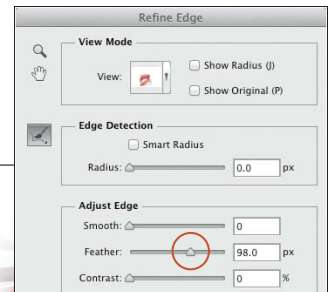 Refine Edge
View Mode
View:
Show Radius (J)
Show Original (P)
Edge Detection
Smart Radius
Radius: 0.0 px
Adjust Edge
Smooth: 0
Feather: 98.0 px
Contrast: 0 %